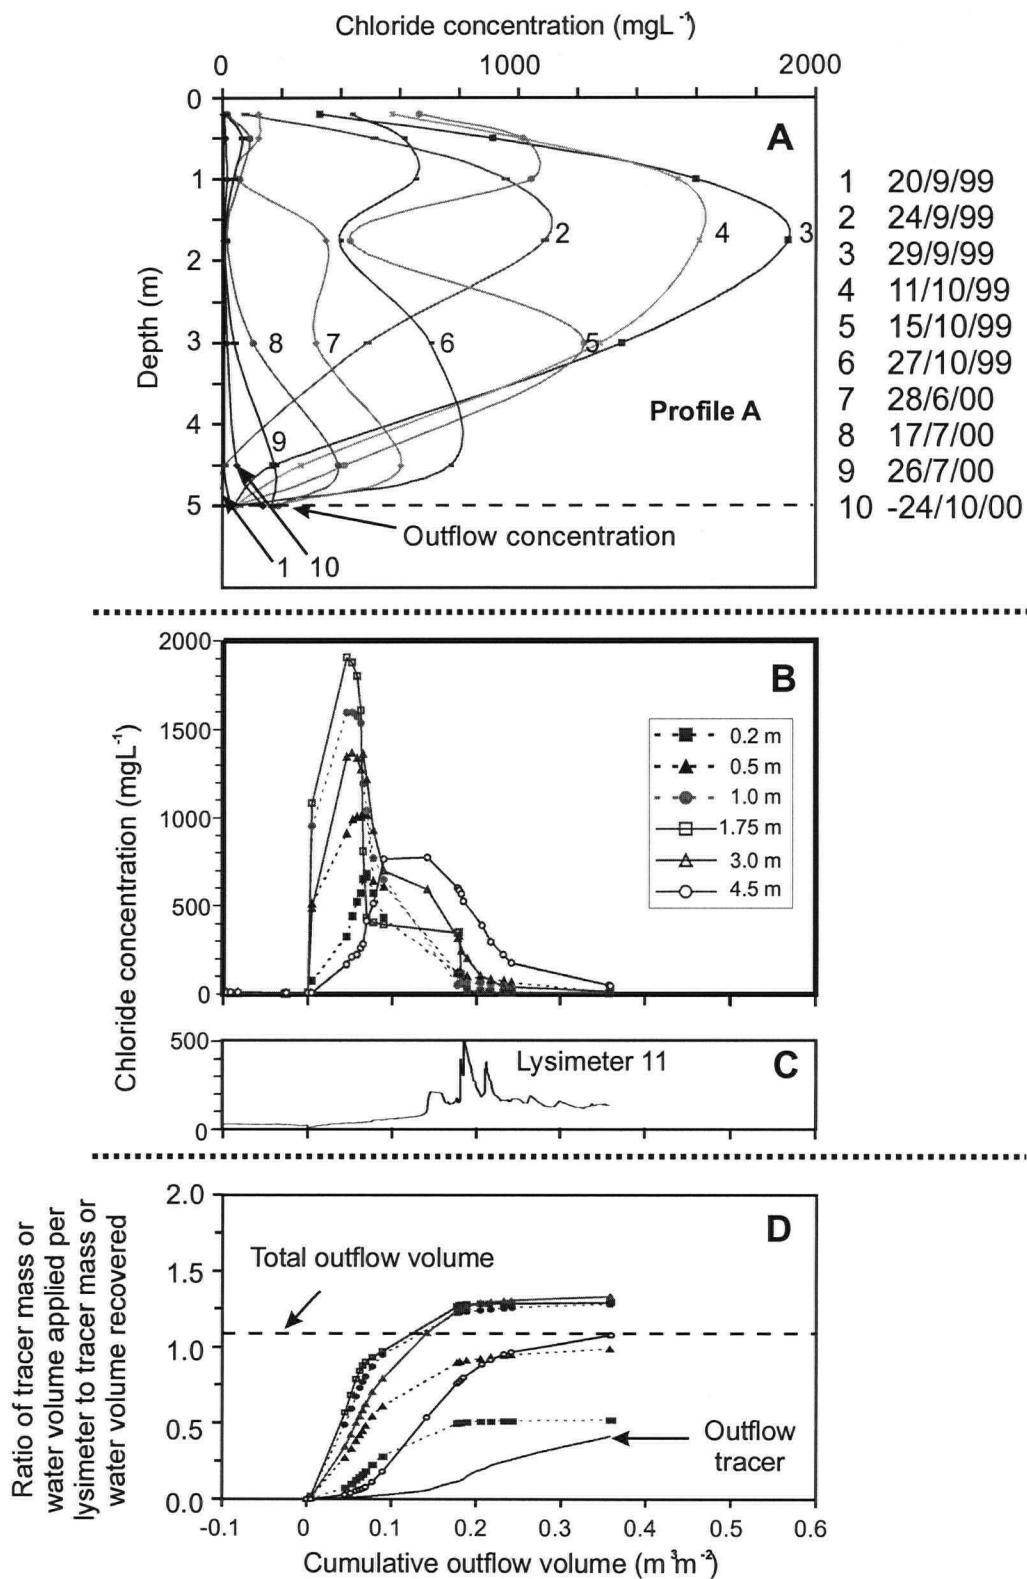 Chloride concentration (mgL⁻¹)
0 1000 2000
0
1
2
3
4
5
Depth (m)
A
2 4 3
8 7 6 5
9
Profile A
Outflow concentration
1 10
1 20/9/99
2 24/9/99
3 29/9/99
4 11/10/99
5 15/10/99
6 27/10/99
7 28/6/00
8 17/7/00
9 26/7/00
10 -24/10/00
Chloride concentration (mgL⁻¹)
2000
1500
1000
500
0
B
0.2 m
0.5 m
1.0 m
1.75 m
3.0 m
4.5 m
500
0
Lysimeter 11
C
Ratio of tracer mass or
water volume applied per
lysimeter to tracer mass or
water volume recovered
2.0
1.5
1.0
0.5
0.0
D
Total outflow volume
Outflow
tracer
-0.1 0 0.1 0.2 0.3 0.4 0.5 0.6
Cumulative outflow volume (m³m⁻²)